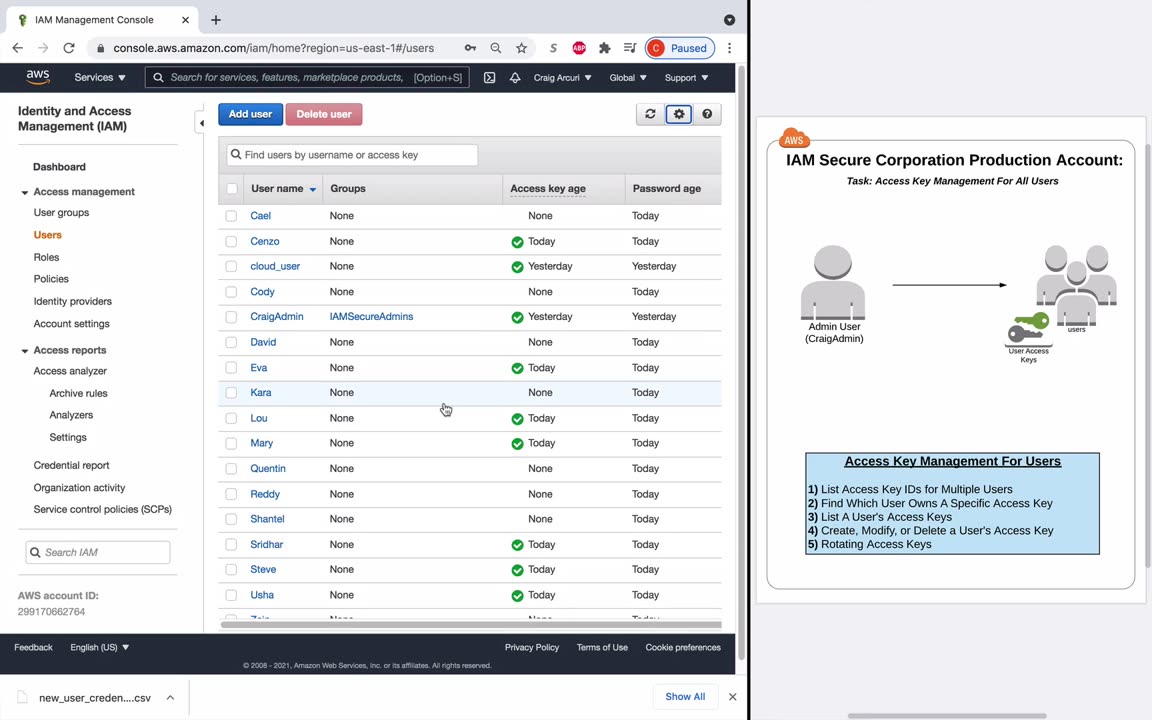 IAM Management Console
console.aws.amazon.com/iam/home?region=us-east-1#/users
S
ABP
C Paused
aws
Services
Search for services, features, marketplace products, [Option+S]
Craig Arcuri
Global
Support
Identity and Access
Management (IAM)
Dashboard
Access management
User groups
Users
Roles
Policies
Identity providers
Account settings
Access reports
Access analyzer
Archive rules
Analyzers
Settings
Credential report
Organization activity
Service control policies (SCPs)
Search IAM
AWS account ID:
299170662764
Add user
Delete user
Find users by username or access key
User name Groups Access key age Password age
Cael None None Today
Cenzo None Today Today
cloud_user None Yesterday Yesterday
Cody None None Today
CraigAdmin IAMSecureAdmins Yesterday Yesterday
David None None Today
Eva None Today Today
Kara None None Today
Lou None Today Today
Mary None Today Today
Quentin None None Today
Reddy None None Today
Shantel None None Today
Sridhar None Today Today
Steve None Today Today
Usha None Today Today
Feedback
English (US)
Privacy Policy
Terms of Use
Cookie preferences
© 2008 - 2021, Amazon Web Services, Inc. or its affiliates. All rights reserved.
new_user_creden....csv
Show All
AWS
IAM Secure Corporation Production Account:
Task: Access Key Management For All Users
Admin User
(CraigAdmin)
users
User Access
Keys
Access Key Management For Users
1) List Access Key IDs for Multiple Users
2) Find Which User Owns A Specific Access Key
3) List A User's Access Keys
4) Create, Modify, or Delete a User's Access Key
5) Rotating Access Keys